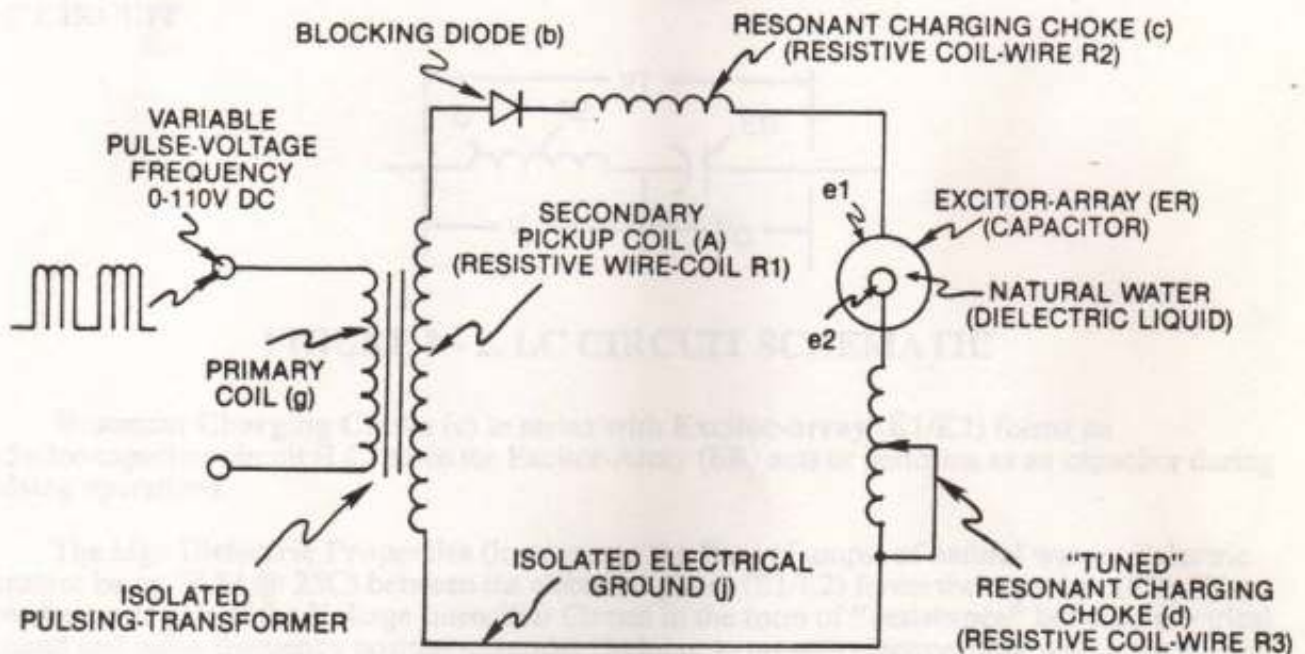 BLOCKING DIODE (b)
RESONANT CHARGING CHOKE (c)
(RESISTIVE COIL-WIRE R2)
VARIABLE
PULSE-VOLTAGE
FREQUENCY
0-110V DC
SECONDARY
PICKUP COIL (A)
(RESISTIVE WIRE-COIL R1)
e1
EXCITOR-ARRAY (ER)
(CAPACITOR)
NATURAL WATER
(DIELECTRIC LIQUID)
e2
PRIMARY
COIL (g)
ISOLATED
PULSING-TRANSFORMER
ISOLATED ELECTRICAL
GROUND (j)
"TUNED"
RESONANT CHARGING
CHOKE (d)
(RESISTIVE COIL-WIRE R3)
LC CIRCUIT SCHEMATIC